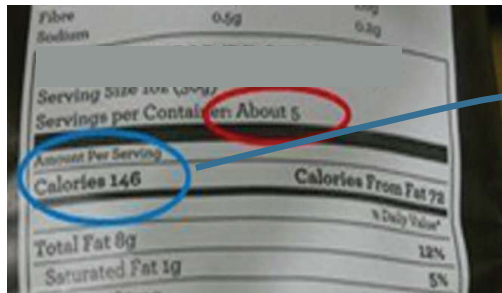 Fibre 0.5g
Sodium 0.2g
Serving Size 1oz (30g)
Servings per Container: About 5
Amount Per Serving
Calories 146 Calories From Fat 72
% Daily Value*
Total Fat 8g 12%
Saturated Fat 1g 5%